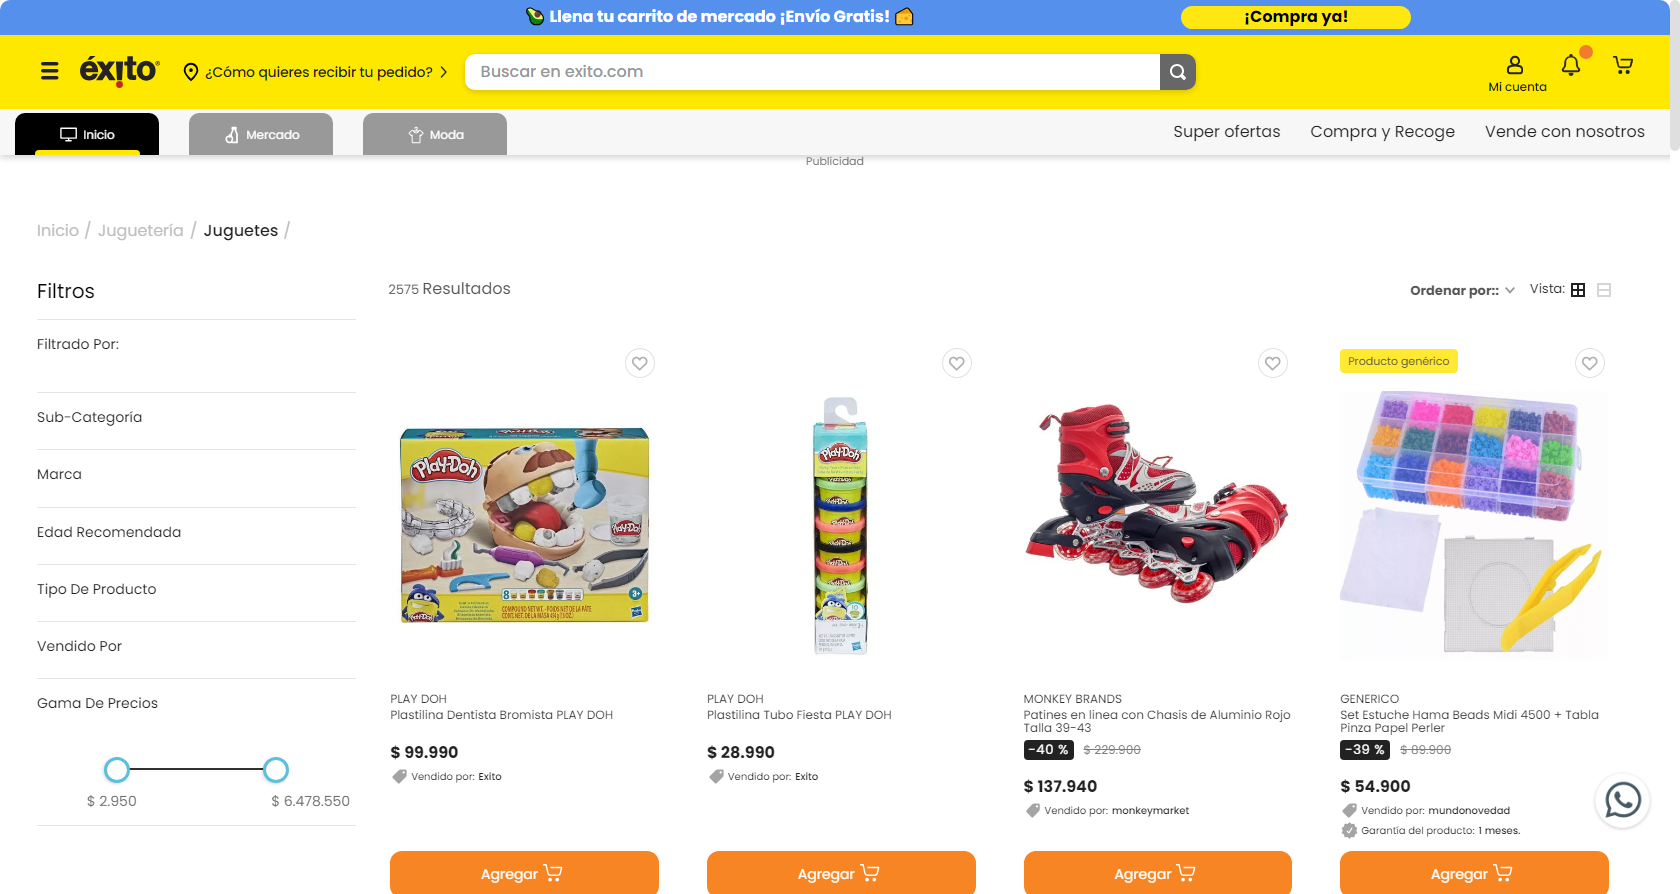 Llena tu carrito de mercado ¡Envío Gratis!
¡Compra ya!
éxito
¿Cómo quieres recibir tu pedido?
Buscar en exito.com
Mi cuenta
Inicio
Mercado
Moda
Super ofertas
Compra y Recoge
Vende con nosotros
Publicidad
Inicio / Juguetería / Juguetes /
Filtros
2575 Resultados
Ordenar por::
Vista:
Filtrado Por:
Sub-Categoría
Marca
Edad Recomendada
Tipo De Producto
Vendido Por
Gama De Precios
$ 2.950
$ 6.478.550
Play-Doh
PLAY DOH
Plastilina Dentista Bromista PLAY DOH
$ 99.990
Vendido por: Exito
Agregar
Play-Doh
PLAY DOH
Plastilina Tubo Fiesta PLAY DOH
$ 28.990
Vendido por: Exito
Agregar
MONKEY BRANDS
Patines en linea con Chasis de Aluminio Rojo
Talla 39-43
-40 % $ 229.900
$ 137.940
Vendido por: monkeymarket
Agregar
Producto genérico
GENERICO
Set Estuche Hama Beads Midi 4500 + Tabla
Pinza Papel Perler
-39 % $ 89.900
$ 54.900
Vendido por: mundonovedad
Garantía del producto: 1 meses.
Agregar